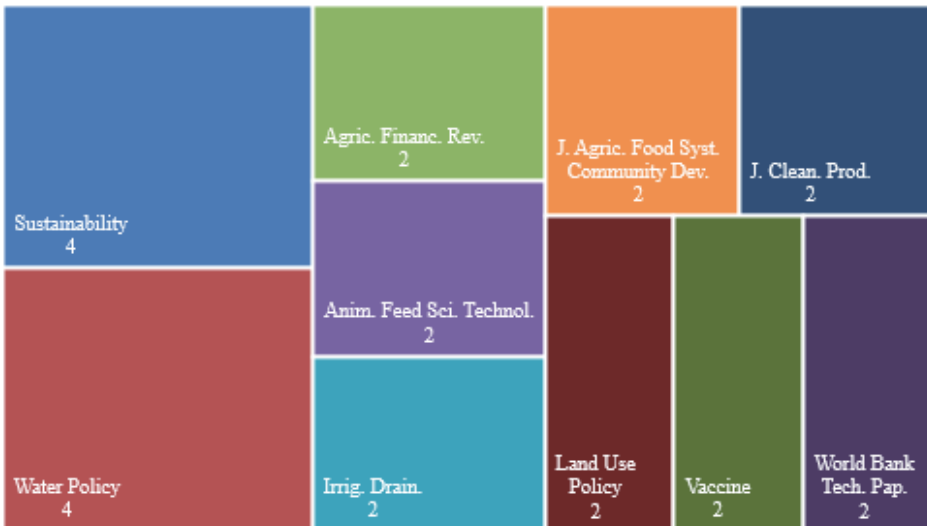 Sustainability
4
Water Policy
4
Agric. Financ. Rev.
2
Anim. Feed Sci. Technol.
2
Irrig. Drain.
2
J. Agric. Food Syst.
Community Dev.
2
J. Clean. Prod.
2
Land Use
Policy
2
Vaccine
2
World Bank
Tech. Pap.
2